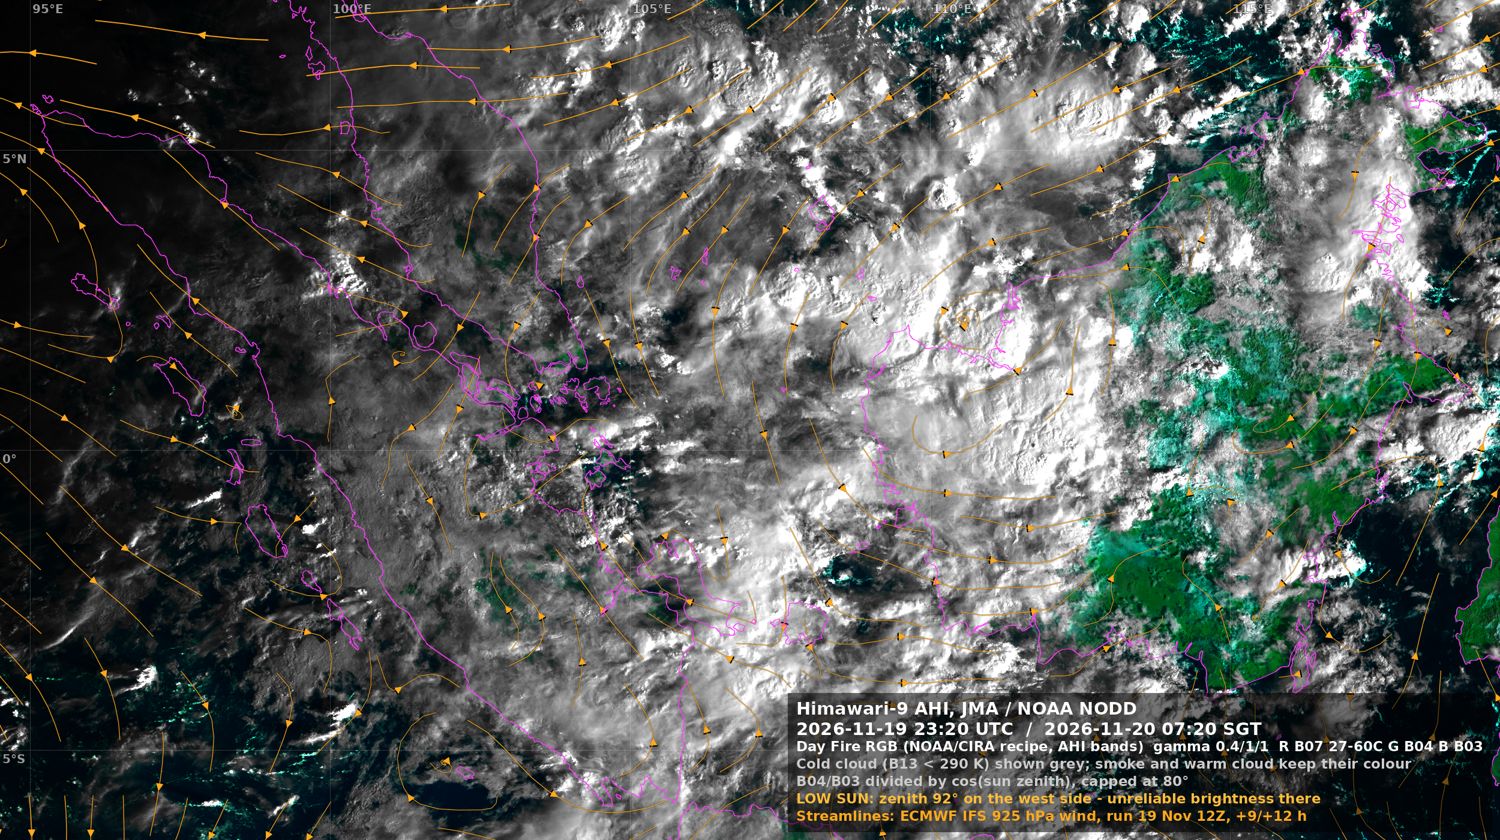 95°E 100°E 105°E 110°E 115°E
5°N
0°
5°S
Himawari-9 AHI, JMA / NOAA NODD
2026-11-19 23:20 UTC / 2026-11-20 07:20 SGT
Day Fire RGB (NOAA/CIRA recipe, AHI bands) gamma 0.4/1/1 R B07 27-60C G B04 B B03
Cold cloud (B13 < 290 K) shown grey; smoke and warm cloud keep their colour
B04/B03 divided by cos(sun zenith), capped at 80°
LOW SUN: zenith 92° on the west side - unreliable brightness there
Streamlines: ECMWF IFS 925 hPa wind, run 19 Nov 12Z, +9/+12 h